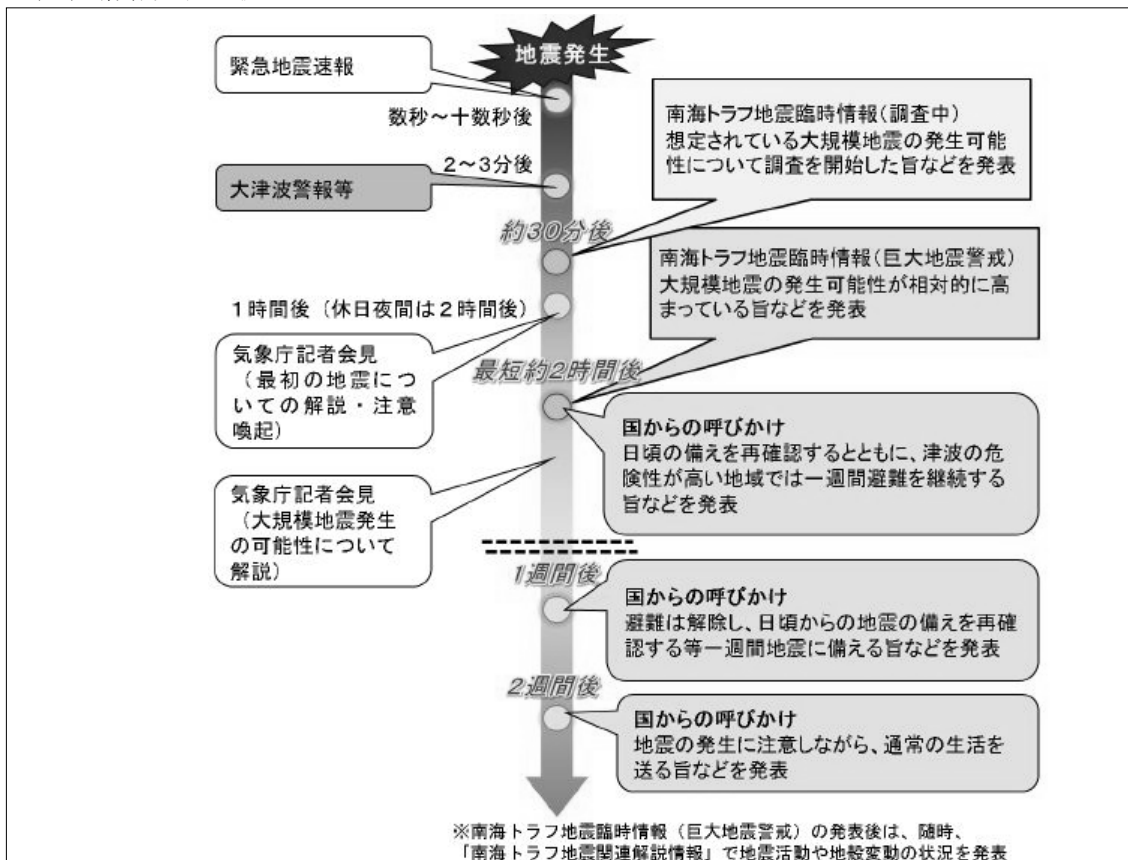 地震発生
緊急地震速報
数秒～十数秒後
2～3分後
大津波警報等
約30分後
南海トラフ地震臨時情報（調査中）
想定されている大規模地震の発生可能
性について調査を開始した旨などを発表
1時間後（休日夜間は2時間後）
気象庁記者会見
（最初の地震につ
いての解説・注意
喚起）
最短約2時間後
南海トラフ地震臨時情報（巨大地震警戒）
大規模地震の発生可能性が相対的に高
まっている旨などを発表
国からの呼びかけ
日頃の備えを再確認するとともに、津波の危
険性が高い地域では一週間避難を継続する
旨などを発表
気象庁記者会見
（大規模地震発生
の可能性について
解説）
1週間後
国からの呼びかけ
避難は解除し、日頃からの地震の備えを再確
認する等一週間地震に備える旨などを発表
2週間後
国からの呼びかけ
地震の発生に注意しながら、通常の生活を
送る旨などを発表
※南海トラフ地震臨時情報（巨大地震警戒）の発表後は、随時、
「南海トラフ地震関連解説情報」で地震活動や地殻変動の状況を発表